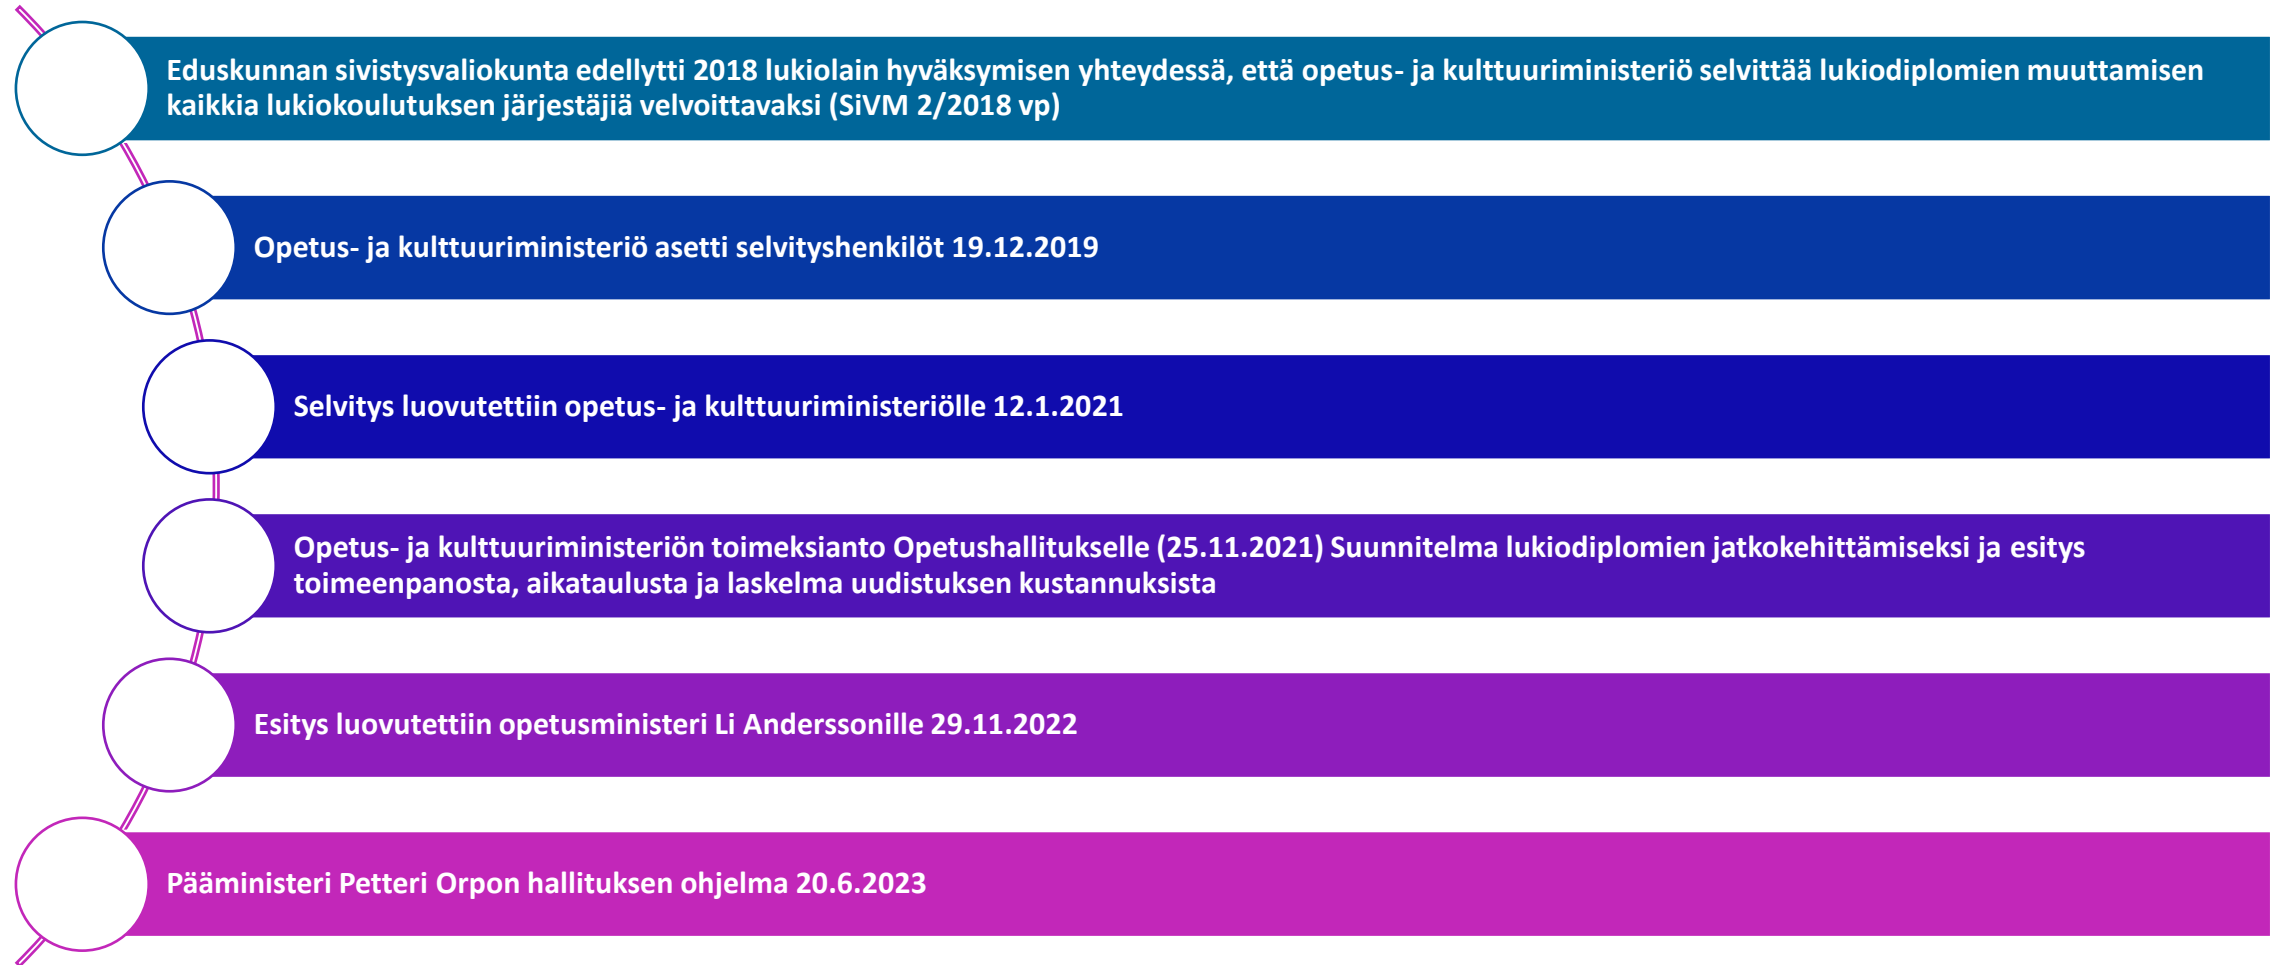 Eduskunnan sivistysvaliokunta edellytti 2018 lukiolain hyväksymisen yhteydessä, että opetus- ja kulttuuriministeriö selvittää lukiodiplomien muuttamisen
kaikkia lukiokoulutuksen järjestäjiä velvoittavaksi (SiVM 2/2018 vp)
Opetus- ja kulttuuriministeriö asetti selvityshenkilöt 19.12.2019
Selvitys luovutettiin opetus- ja kulttuuriministeriölle 12.1.2021
Opetus- ja kulttuuriministeriön toimeksianto Opetushallitukselle (25.11.2021) Suunnitelma lukiodiplomien jatkokehittämiseksi ja esitys
toimeenpanosta, aikataulusta ja laskelma uudistuksen kustannuksista
Esitys luovutettiin opetusministeri Li Anderssonille 29.11.2022
Pääministeri Petteri Orpon hallituksen ohjelma 20.6.2023